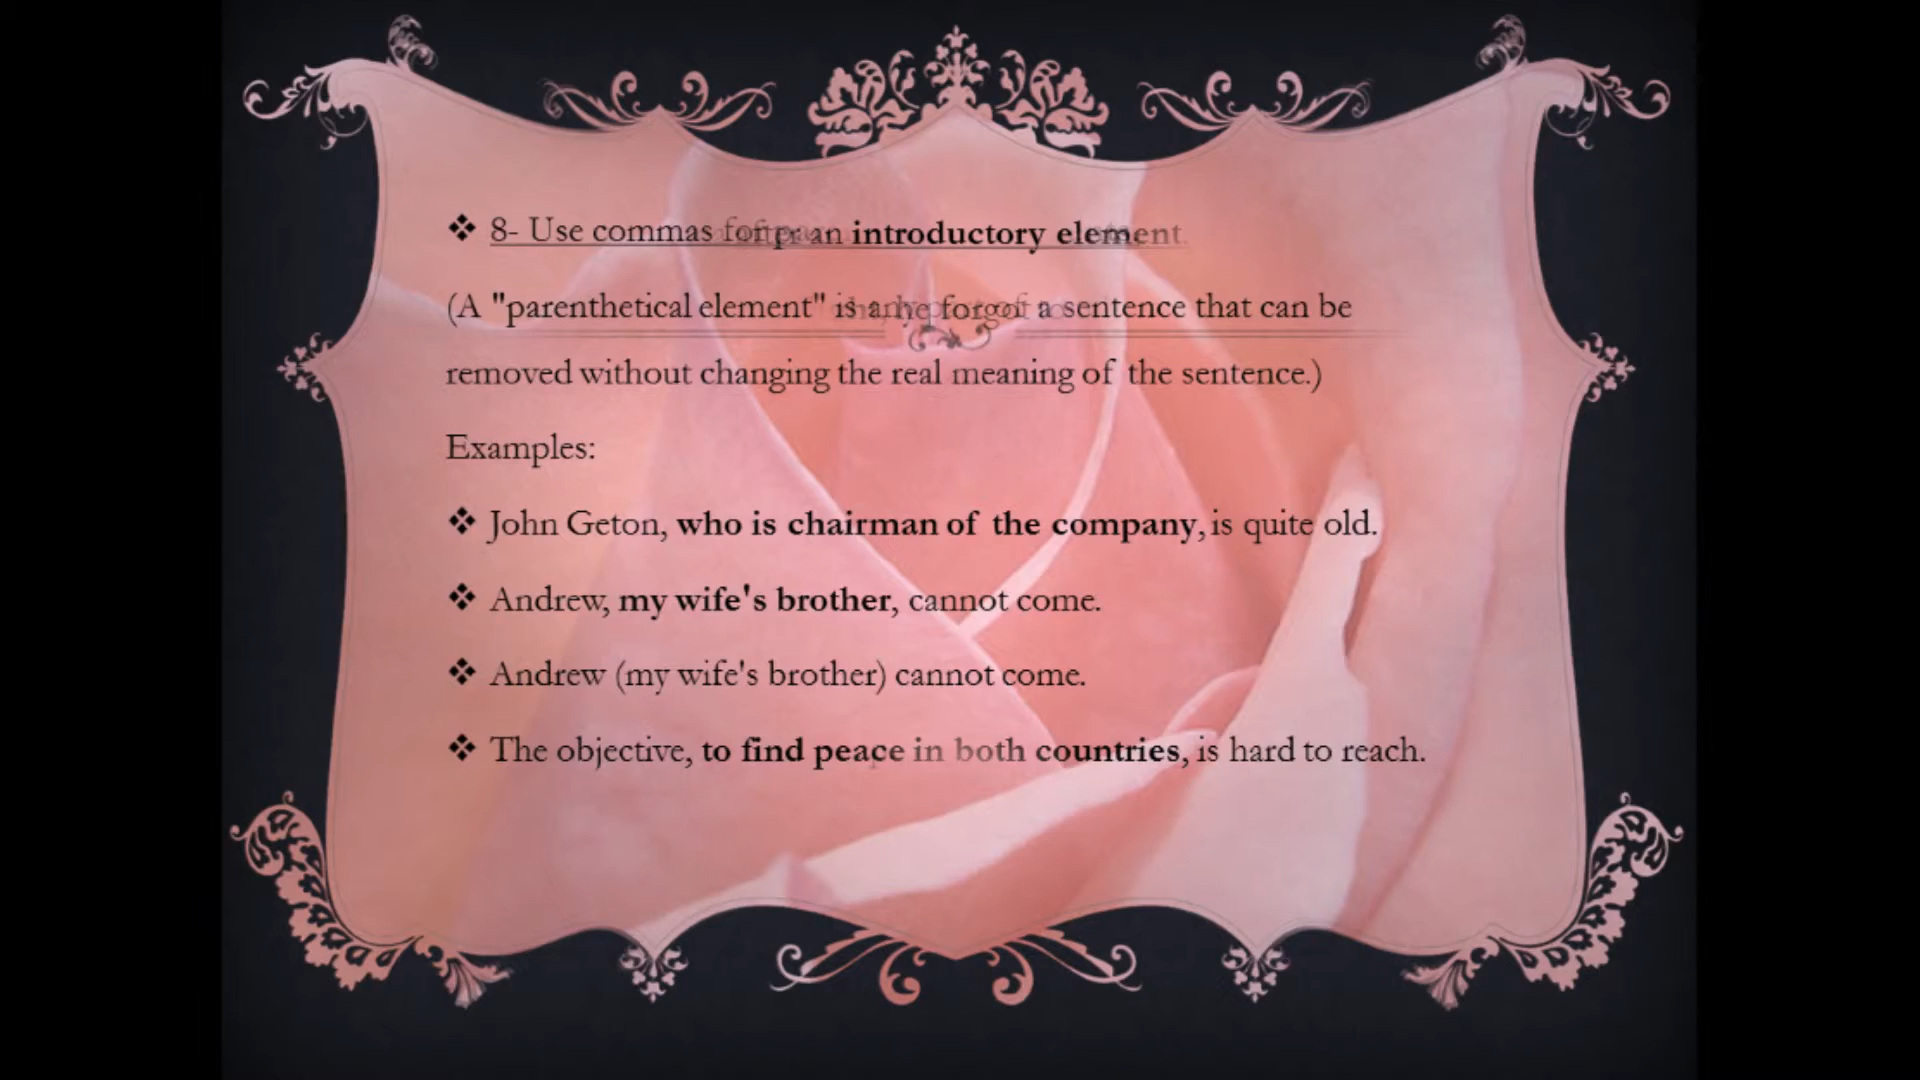 ❖ 8- Use commas for an introductory element
(A "parenthetical element" is a sentence that can be
removed without changing the real meaning of the sentence.)
Examples:
❖ John Geton, who is chairman of the company, is quite old.
❖ Andrew, my wife's brother, cannot come.
❖ Andrew (my wife's brother) cannot come.
❖ The objective, to find peace in both countries, is hard to reach.